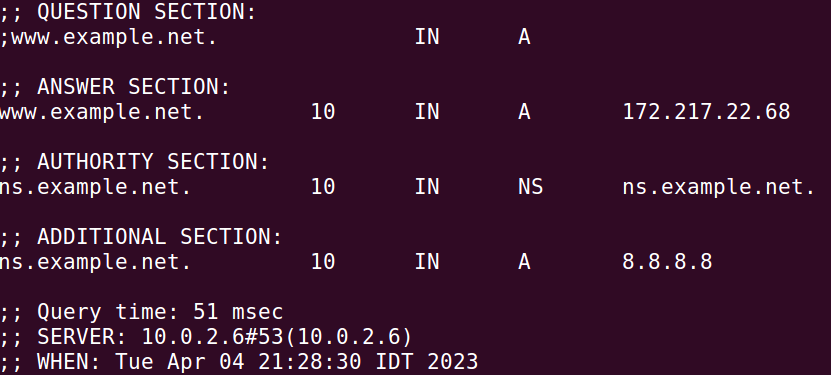 ;; QUESTION SECTION:
;www.example.net. IN A
;; ANSWER SECTION:
www.example.net. 10 IN A 172.217.22.68
;; AUTHORITY SECTION:
ns.example.net. 10 IN NS ns.example.net.
;; ADDITIONAL SECTION:
ns.example.net. 10 IN A 8.8.8.8
;; Query time: 51 msec
;; SERVER: 10.0.2.6#53(10.0.2.6)
;; WHEN: Tue Apr 04 21:28:30 IDT 2023